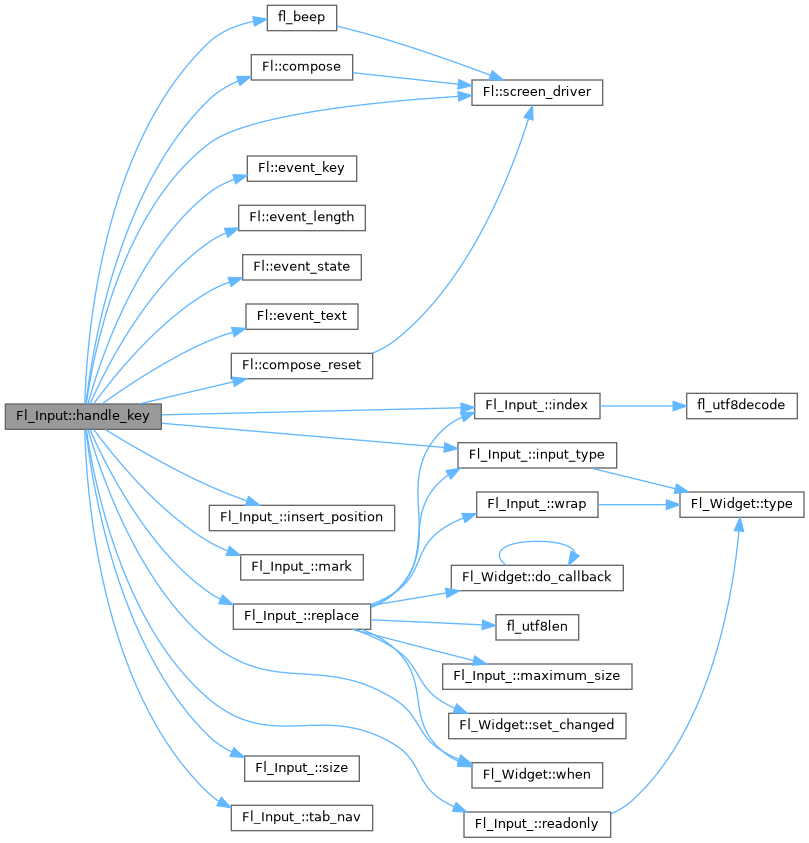 Fl_Input::handle_key
fl_beep
Fl::compose
Fl::screen_driver
Fl::event_key
Fl::event_length
Fl::event_state
Fl::event_text
Fl::compose_reset
Fl_Input_::index
fl_utf8decode
Fl_Input_::input_type
Fl_Widget::type
Fl_Input_::wrap
Fl_Input_::insert_position
Fl_Input_::mark
Fl_Widget::do_callback
Fl_Input_::replace
fl_utf8len
Fl_Input_::maximum_size
Fl_Widget::set_changed
Fl_Input_::size
Fl_Widget::when
Fl_Input_::tab_nav
Fl_Input_::readonly